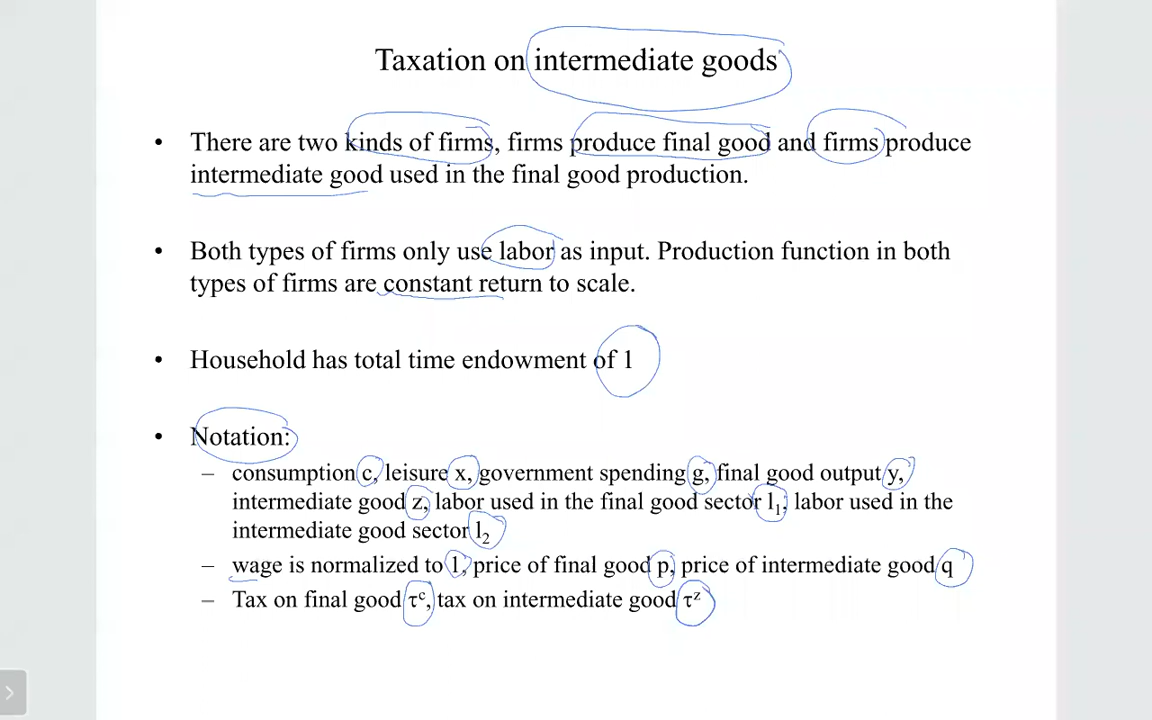 Taxation on intermediate goods
• There are two kinds of firms, firms produce final good and firms produce
intermediate good used in the final good production.
• Both types of firms only use labor as input. Production function in both
types of firms are constant return to scale.
• Household has total time endowment of 1
• Notation:
– consumption c, leisure x, government spending g, final good output y,
intermediate good z, labor used in the final good sector l₁, labor used in the
intermediate good sector l₂
– wage is normalized to 1, price of final good p, price of intermediate good q
– Tax on final good τᶜ, tax on intermediate good τᶻ